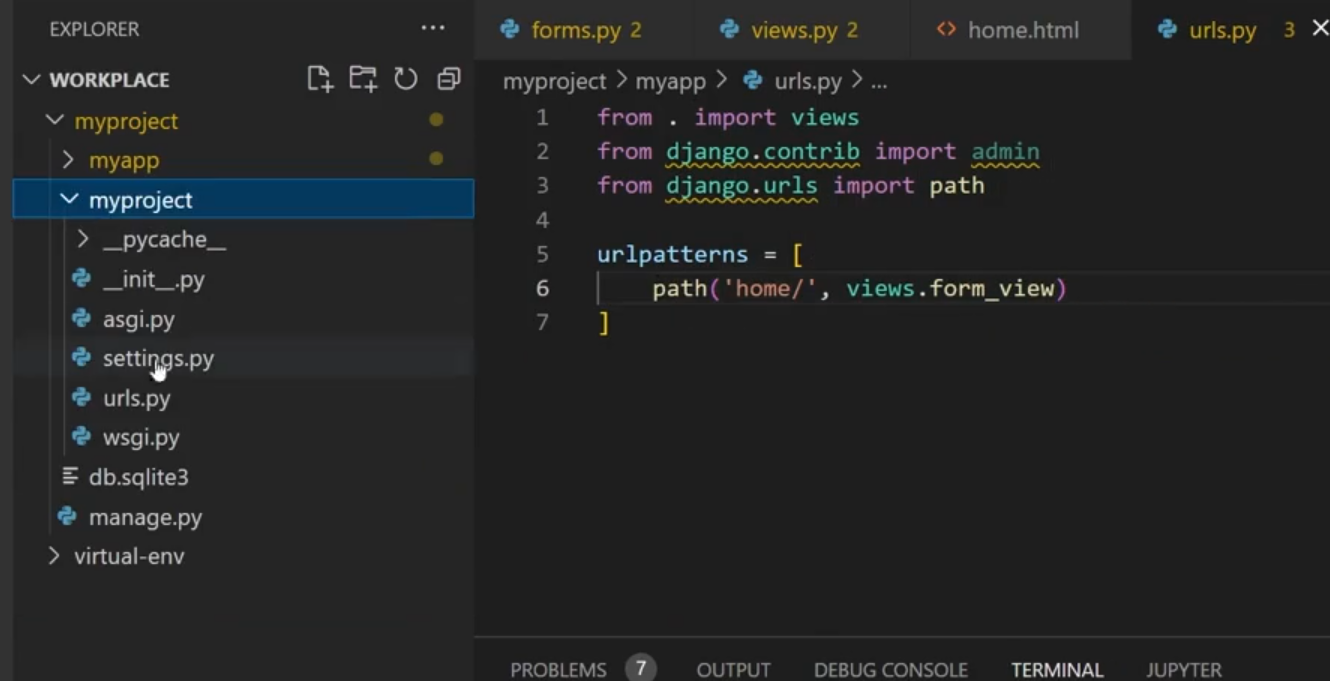 EXPLORER ...
WORKPLACE
myproject
myapp
myproject
__pycache__
__init__.py
asgi.py
settings.py
urls.py
wsgi.py
db.sqlite3
manage.py
virtual-env
forms.py 2 views.py 2 <> home.html urls.py 3
myproject > myapp > urls.py > ...
1 from . import views
2 from django.contrib import admin
3 from django.urls import path
4
5 urlpatterns = [
6     path('home/', views.form_view)
7 ]
PROBLEMS 7 OUTPUT DEBUG CONSOLE TERMINAL JUPYTER